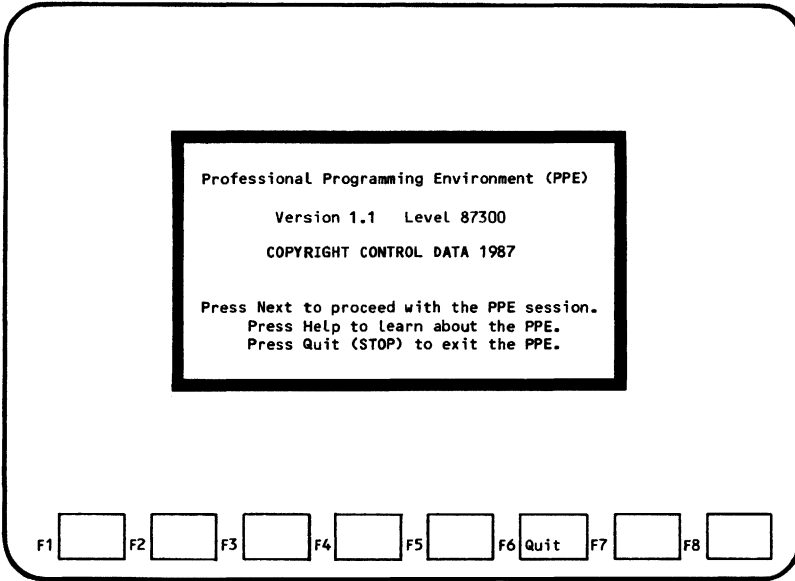 Professional Programming Environment (PPE)
Version 1.1 Level 87300
COPYRIGHT CONTROL DATA 1987
Press Next to proceed with the PPE session.
Press Help to learn about the PPE.
Press Quit (STOP) to exit the PPE.
F1 F2 F3 F4 F5 F6 Quit F7 F8